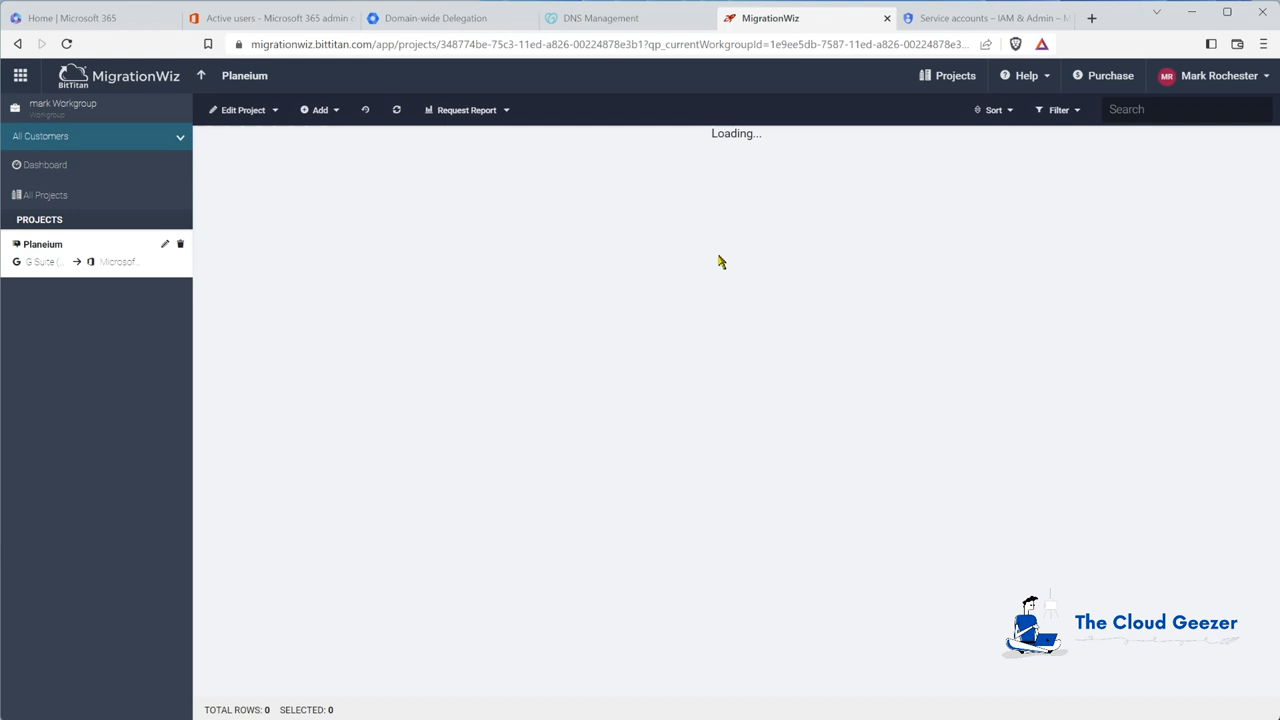 Home | Microsoft 365
Active users - Microsoft 365 admin c
Domain-wide Delegation
DNS Management
MigrationWiz
Service accounts – IAM & Admin – M
migrationwiz.bittitan.com/app/projects/348774be-75c3-11ed-a826-00224878e3b1?qp_currentWorkgroupId=1e9ee5db-7587-11ed-a826-00224878e3...
BitTitan
MigrationWiz
Planeium
Projects
Help
Purchase
MR
Mark Rochester
mark Workgroup
Workgroup
Edit Project
Add
Request Report
Sort
Filter
Search
All Customers
Loading...
Dashboard
All Projects
PROJECTS
Planeium
G Suite (...
Microsof...
The Cloud Geezer
TOTAL ROWS: 0 SELECTED: 0